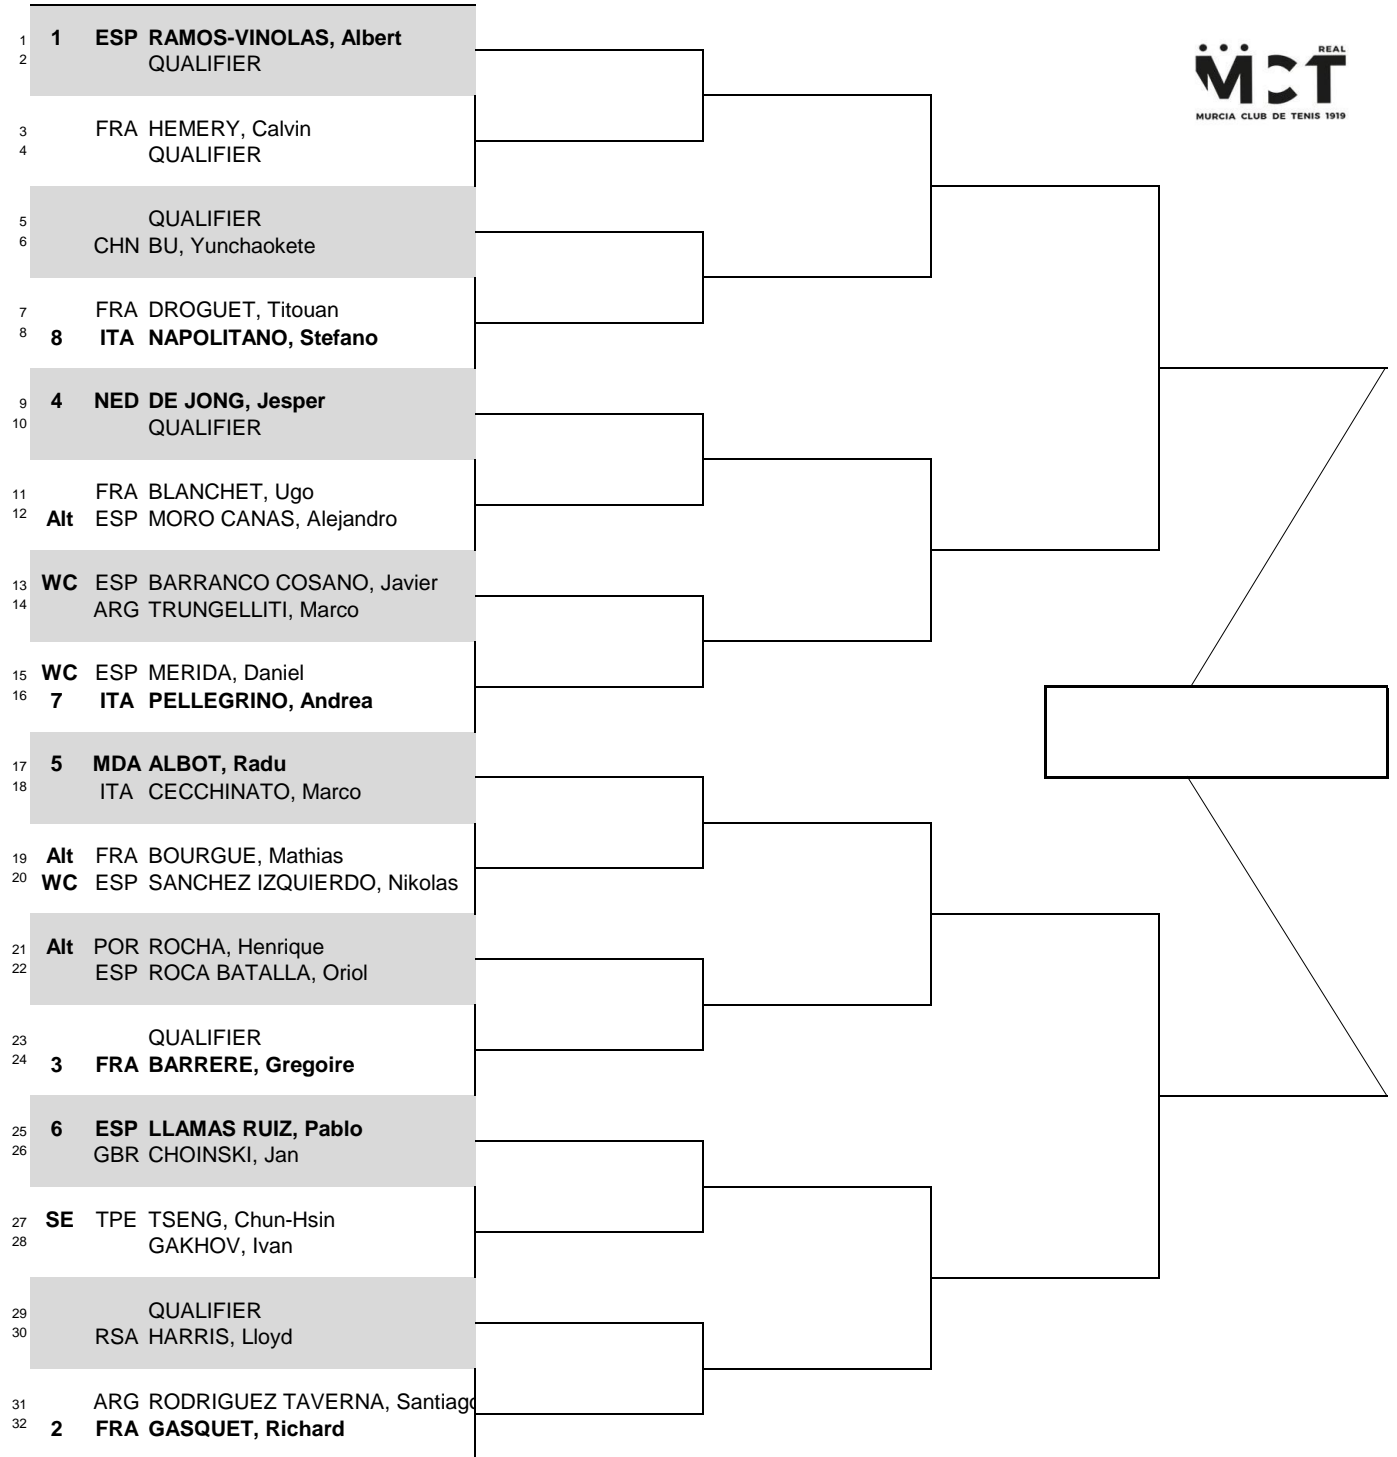 1 1 ESP RAMOS-VINOLAS, Albert
2 QUALIFIER
REAL
MCT
MURCIA CLUB DE TENIS 1919
3 FRA HEMERY, Calvin
4 QUALIFIER
5 QUALIFIER
6 CHN BU, Yunchaokete
7 FRA DROGUET, Titouan
8 8 ITA NAPOLITANO, Stefano
9 4 NED DE JONG, Jesper
10 QUALIFIER
11 FRA BLANCHET, Ugo
12 Alt ESP MORO CANAS, Alejandro
13 WC ESP BARRANCO COSANO, Javier
14 ARG TRUNGELLITI, Marco
15 WC ESP MERIDA, Daniel
16 7 ITA PELLEGRINO, Andrea
17 5 MDA ALBOT, Radu
18 ITA CECCHINATO, Marco
19 Alt FRA BOURGUE, Mathias
20 WC ESP SANCHEZ IZQUIERDO, Nikolas
21 Alt POR ROCHA, Henrique
22 ESP ROCA BATALLA, Oriol
23 QUALIFIER
24 3 FRA BARRERE, Gregoire
25 6 ESP LLAMAS RUIZ, Pablo
26 GBR CHOINSKI, Jan
27 SE TPE TSENG, Chun-Hsin
28 GAKHOV, Ivan
29 QUALIFIER
30 RSA HARRIS, Lloyd
31 ARG RODRIGUEZ TAVERNA, Santiago
32 2 FRA GASQUET, Richard